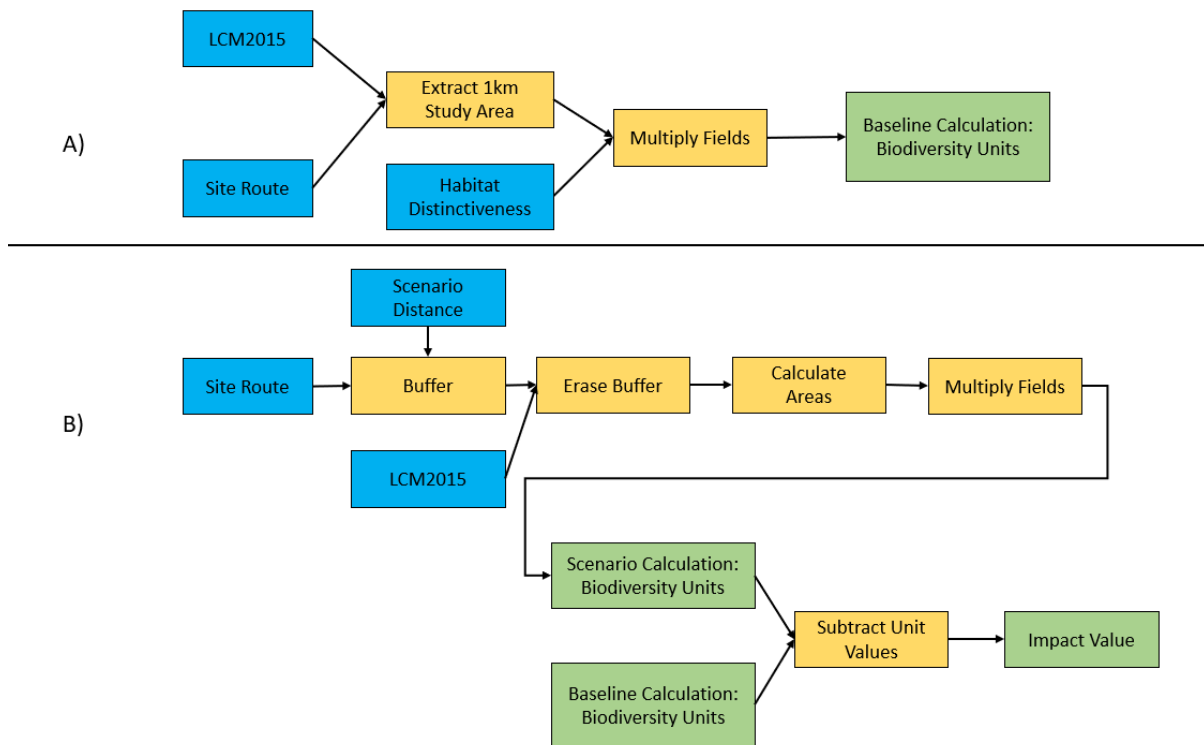 LCM2015
Extract 1km
Study Area
A)
Multiply Fields
Baseline Calculation:
Biodiversity Units
Site Route
Habitat
Distinctiveness
Scenario
Distance
Site Route
Buffer
Erase Buffer
Calculate
Areas
Multiply Fields
B)
LCM2015
Scenario Calculation:
Biodiversity Units
Subtract Unit
Values
Impact Value
Baseline Calculation:
Biodiversity Units